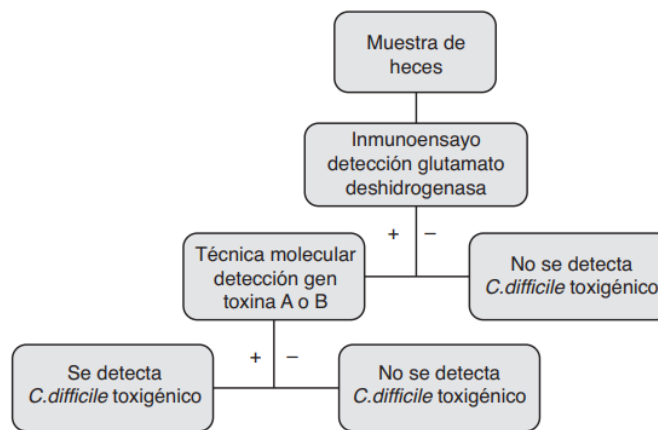 Muestra de
heces
Inmunoensayo
detección glutamato
deshidrogenasa
+ –
Técnica molecular
detección gen
toxina A o B
No se detecta
C.difficile toxigénico
+ –
Se detecta
C.difficile toxigénico
No se detecta
C.difficile toxigénico